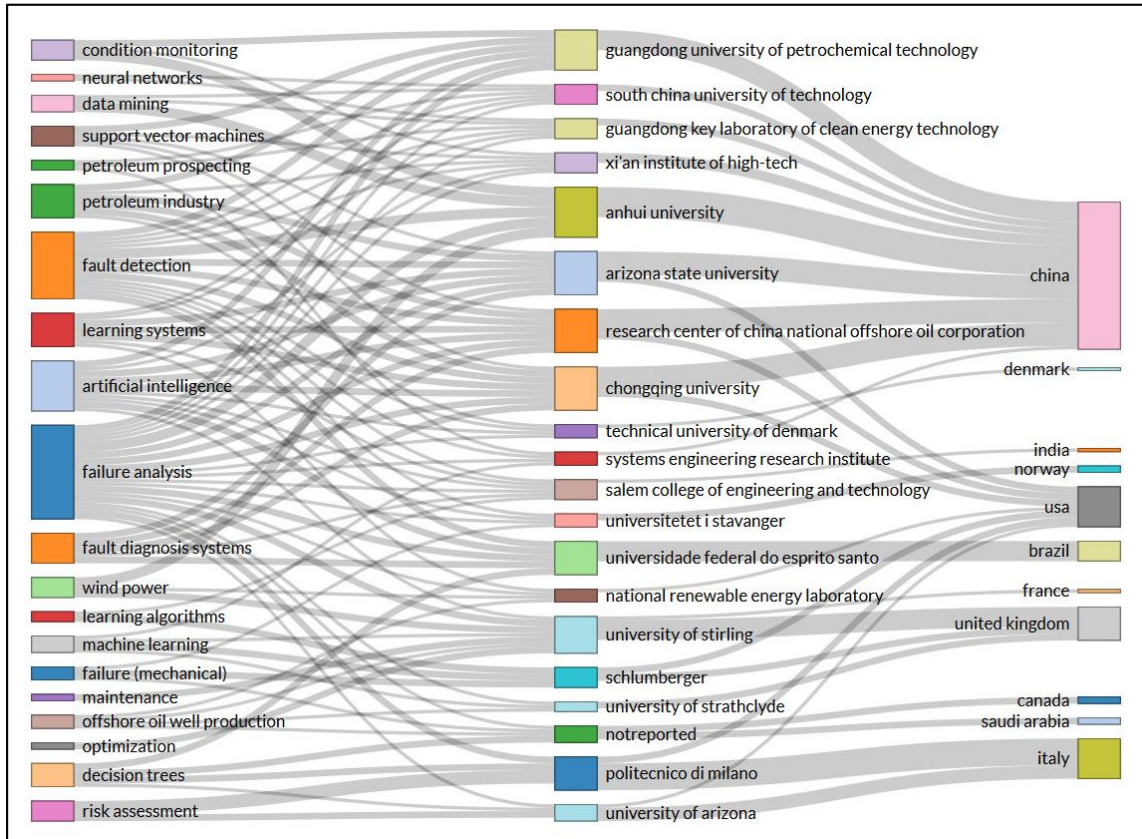 condition monitoring
neural networks
data mining
support vector machines
petroleum prospecting
petroleum industry
fault detection
learning systems
artificial intelligence
failure analysis
fault diagnosis systems
wind power
learning algorithms
machine learning
failure (mechanical)
maintenance
offshore oil well production
optimization
decision trees
risk assessment
guangdong university of petrochemical technology
south china university of technology
guangdong key laboratory of clean energy technology
xi'an institute of high-tech
anhui university
arizona state university
research center of china national offshore oil corporation
chongqing university
technical university of denmark
systems engineering research institute
salem college of engineering and technology
universitetet i stavanger
universidade federal do esprito santo
national renewable energy laboratory
university of stirling
schlumberger
university of strathclyde
notreported
politecnico di milano
university of arizona
china
denmark
india
norway
usa
brazil
france
united kingdom
canada
saudi arabia
italy